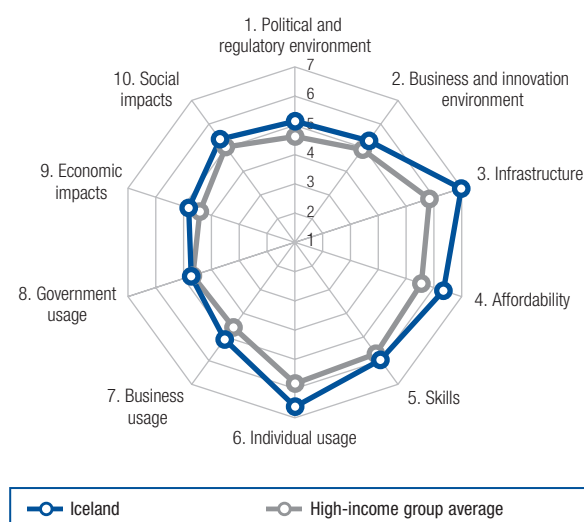 1. Political and
regulatory environment
7
10. Social
impacts
2. Business and innovation
environment
6
5
9. Economic
impacts
4
3. Infrastructure
3
2
1
8. Government
usage
4. Affordability
7. Business
usage
5. Skills
6. Individual usage
Iceland
High-income group average